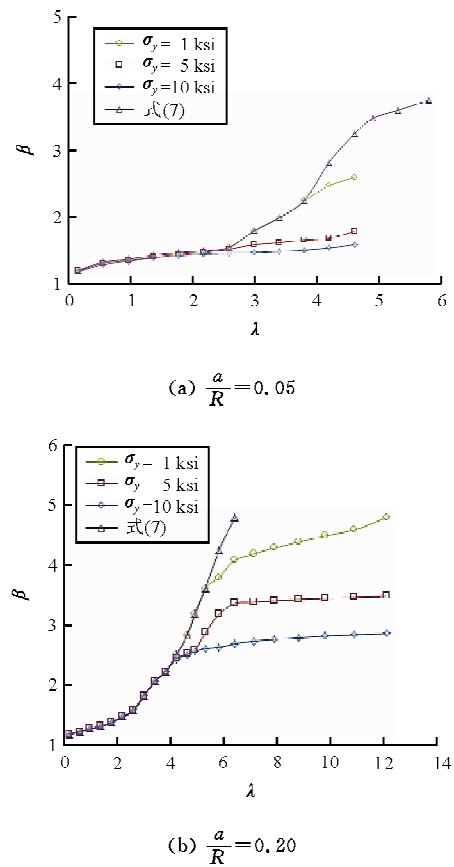 5
σy= 1 ksi
σy= 5 ksi
σy=10 ksi
式(7)
4
β
3
2
1
0 1 2 3 4 5 6
λ
(a) a/R=0.05
6
σy= 1 ksi
σy 5 ksi
σy=10 ksi
式(7)
5
4
β
3
2
1
0 2 4 6 8 10 12 14
λ
(b) a/R=0.20